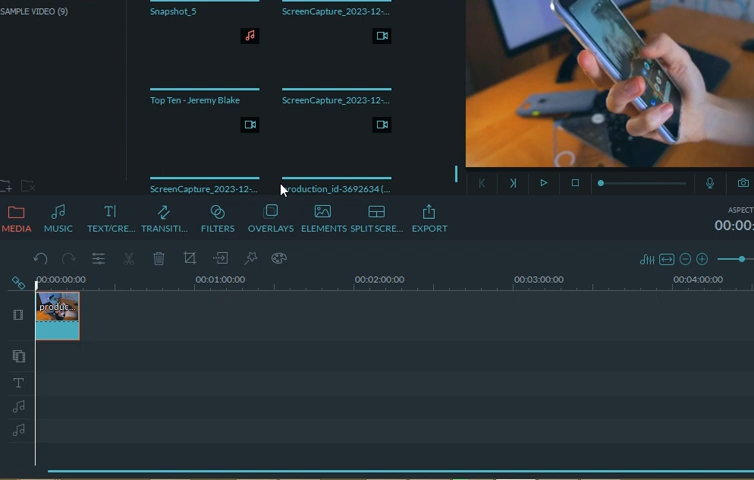 SAMPLE VIDEO (9)
Snapshot_5
ScreenCapture_2023-12-...
Top Ten - Jeremy Blake
ScreenCapture_2023-12-...
ScreenCapture_2023-12-...
production_id-3692634 (...
MEDIA
MUSIC
TEXT/CRE...
TRANSITI...
FILTERS
OVERLAYS
ELEMENTS
SPLIT SCRE...
EXPORT
ASPECT
00:00:
00:00:00:00
00:01:00:00
00:02:00:00
00:03:00:00
00:04:00:00
produc...
T